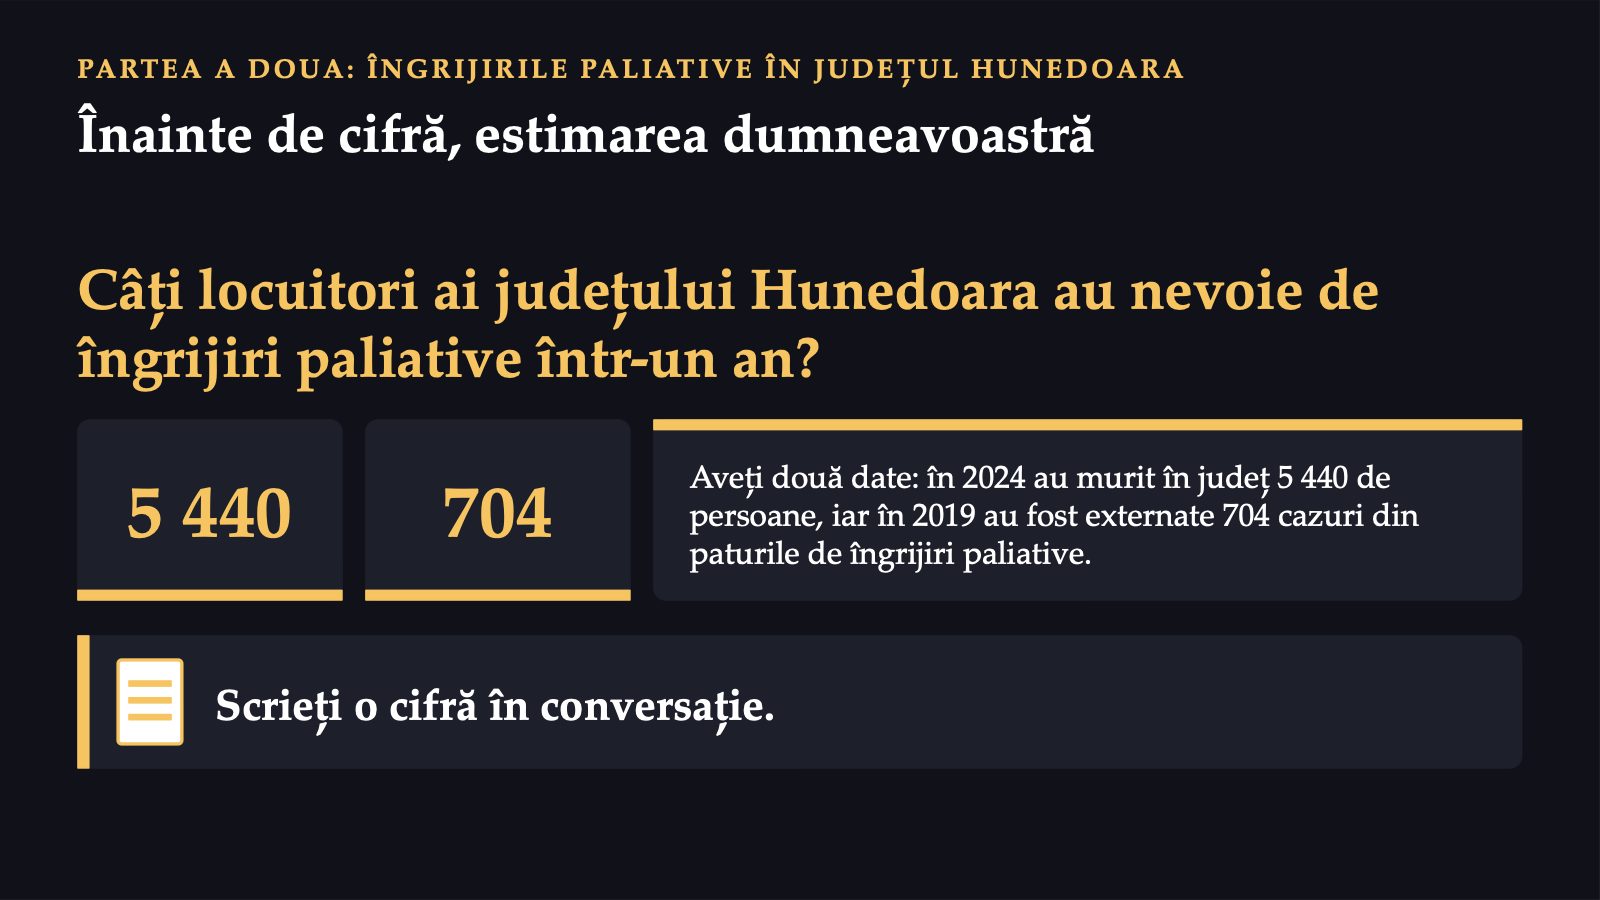 PARTEA A DOUA: ÎNGRIJIRILE PALIATIVE ÎN JUDEȚUL HUNEDOARA
Înainte de cifră, estimarea dumneavoastră
Câți locuitori ai județului Hunedoara au nevoie de
îngrijiri paliative într-un an?
5 440
704
Aveți două date: în 2024 au murit în județ 5 440 de
persoane, iar în 2019 au fost externate 704 cazuri din
paturile de îngrijiri paliative.
Scrieți o cifră în conversație.